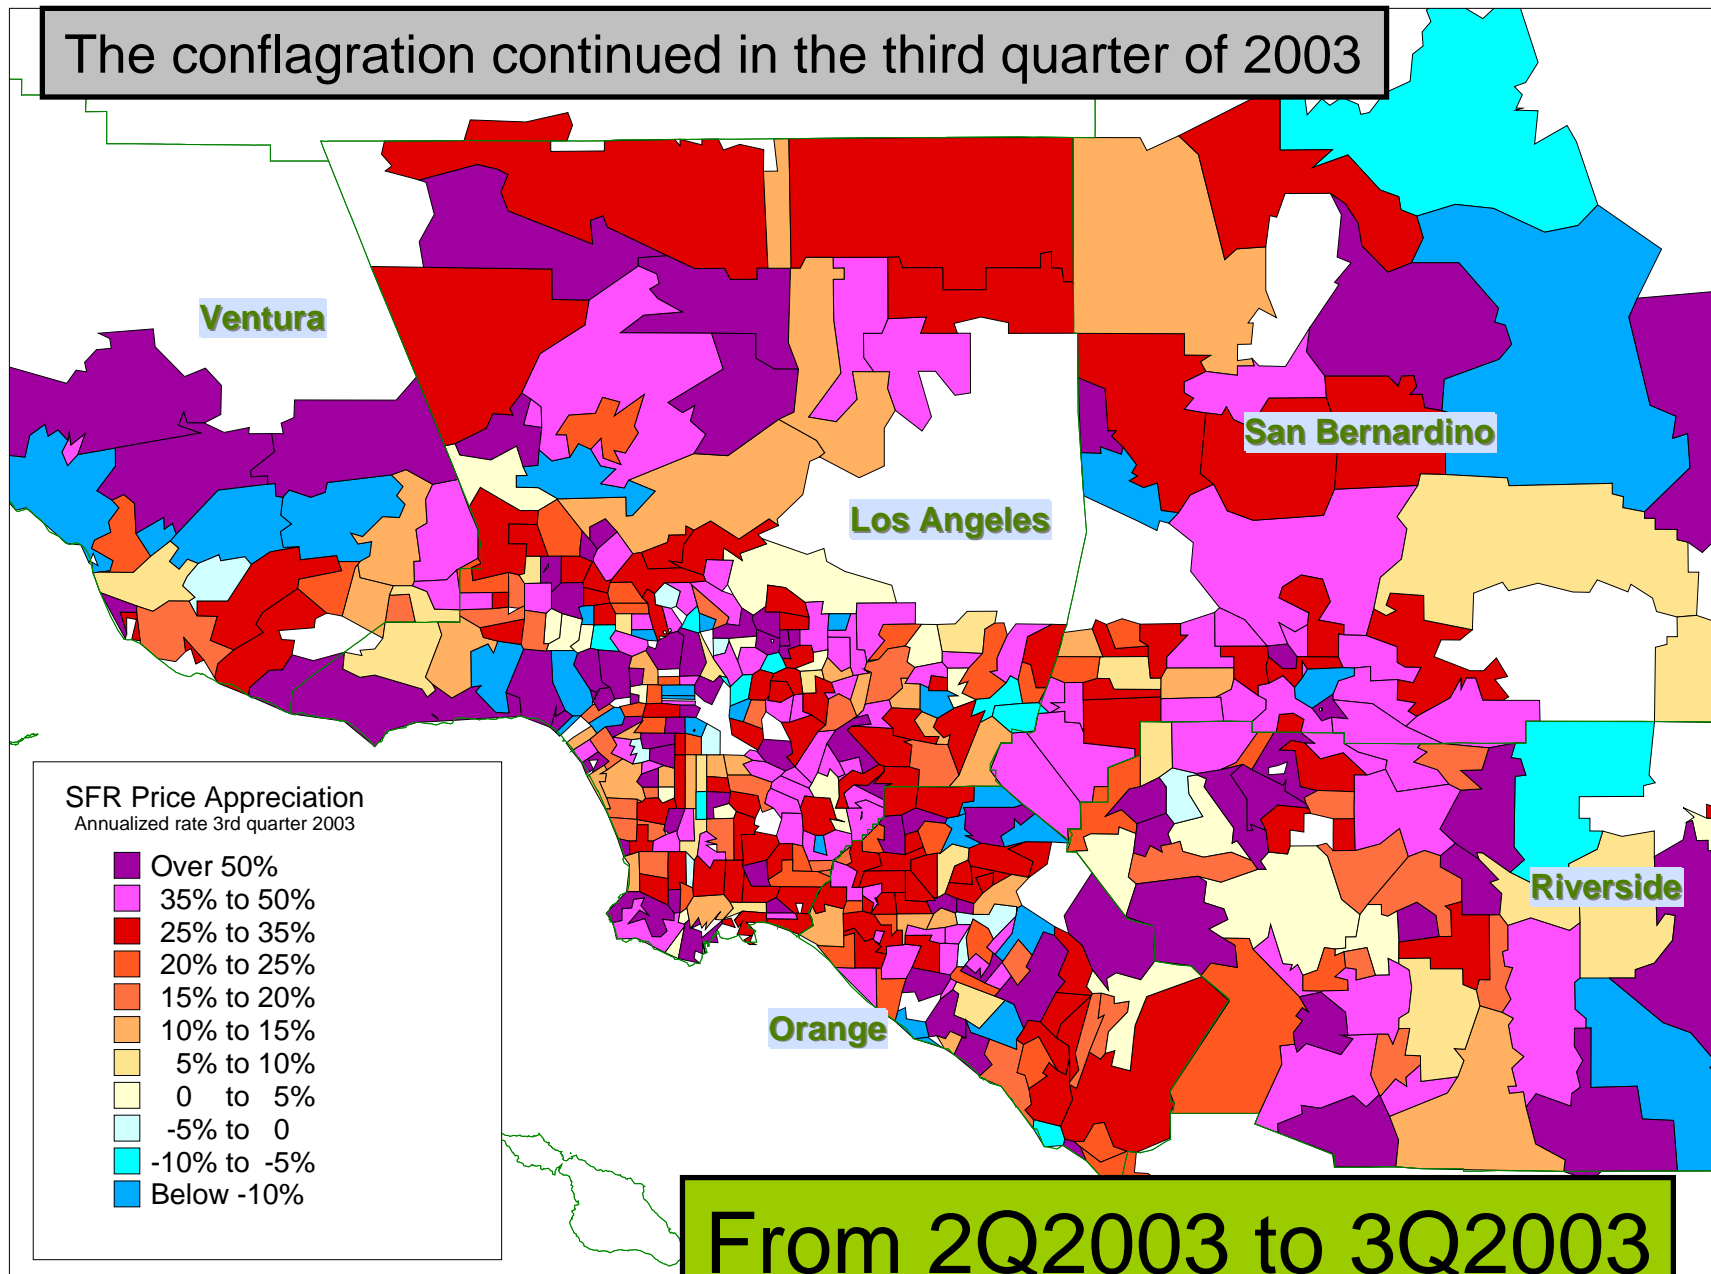 The conflagration continued in the third quarter of 2003
Ventura
San Bernardino
Los Angeles
Riverside
Orange
SFR Price Appreciation
Annualized rate 3rd quarter 2003
Over 50%
35% to 50%
25% to 35%
20% to 25%
15% to 20%
10% to 15%
5% to 10%
0 to 5%
-5% to 0
-10% to -5%
Below -10%
From 2Q2003 to 3Q2003